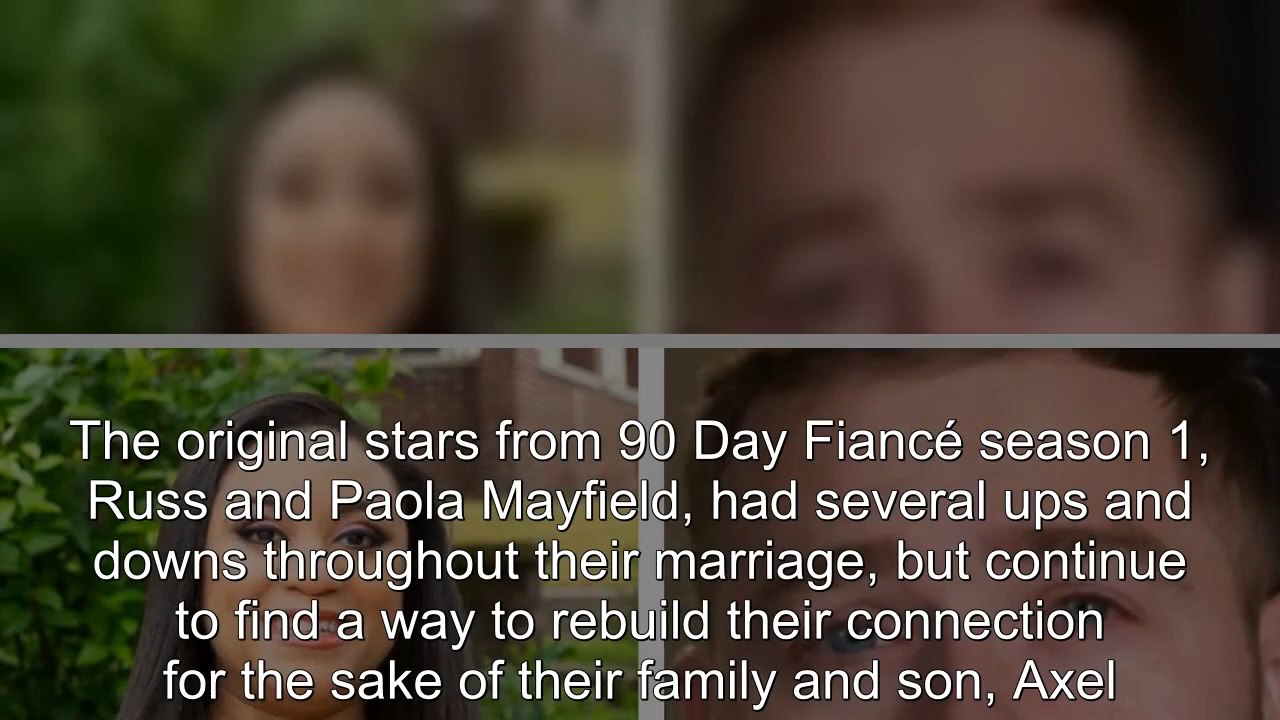 The original stars from 90 Day Fiancé season 1,
Russ and Paola Mayfield, had several ups and
downs throughout their marriage, but continue
to find a way to rebuild their connection
for the sake of their family and son, Axel